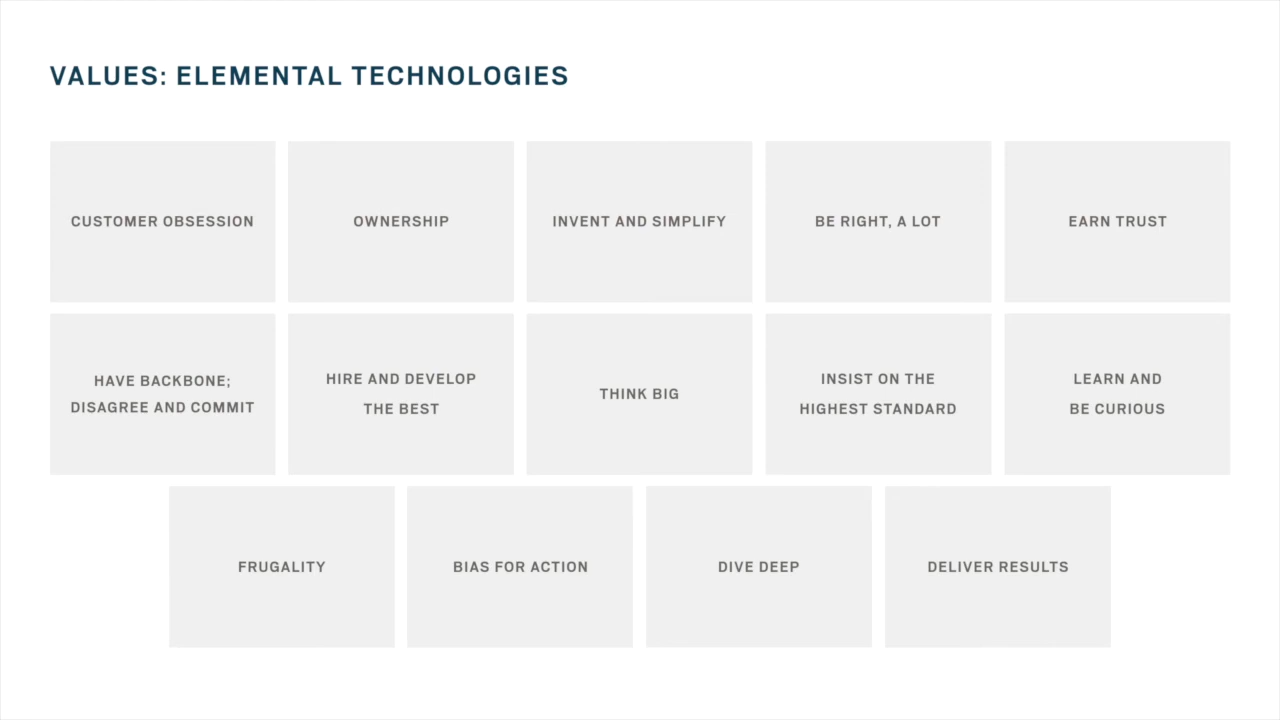 VALUES: ELEMENTAL TECHNOLOGIES
CUSTOMER OBSESSION
OWNERSHIP
INVENT AND SIMPLIFY
BE RIGHT, A LOT
EARN TRUST
HAVE BACKBONE;
DISAGREE AND COMMIT
HIRE AND DEVELOP
THE BEST
THINK BIG
INSIST ON THE
HIGHEST STANDARD
LEARN AND
BE CURIOUS
FRUGALITY
BIAS FOR ACTION
DIVE DEEP
DELIVER RESULTS